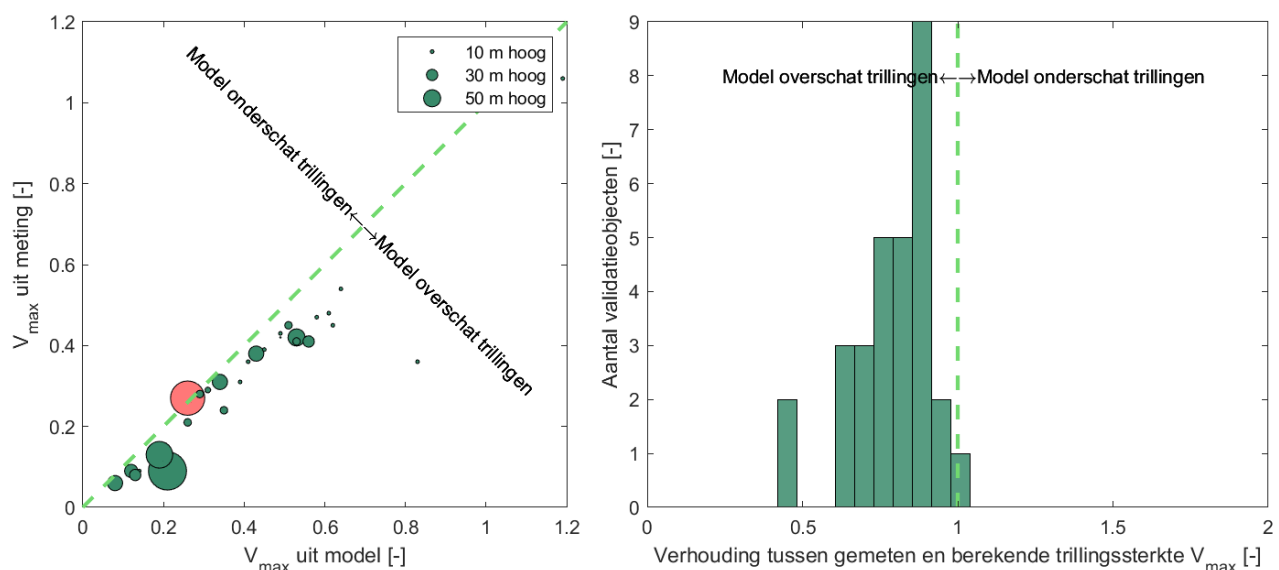 1.2
1
0.8
0.6
0.4
0.2
0
V_max uit meting [-]
10 m hoog
30 m hoog
50 m hoog
Model onderschat trillingen
←
→
Model overschat trillingen
0 0.2 0.4 0.6 0.8 1 1.2
V_max uit model [-]
9
8
7
6
5
4
3
2
1
0
Aantal validatieobjecten [-]
Model overschat trillingen ←→ Model onderschat trillingen
0 0.5 1 1.5 2
Verhouding tussen gemeten en berekende trillingssterkte V_max [-]